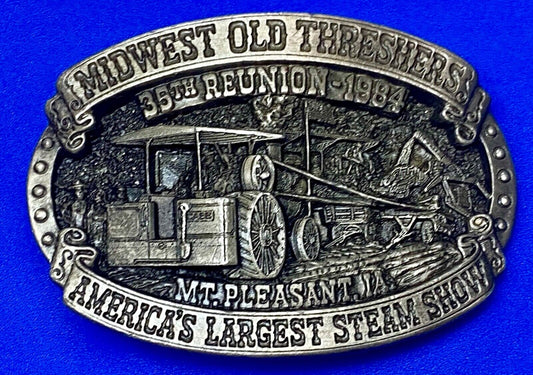 MIDWEST OLD THRESHERS
35TH REUNION - 1984
MT. PLEASANT, IA
AMERICA'S LARGEST STEAM SHOW